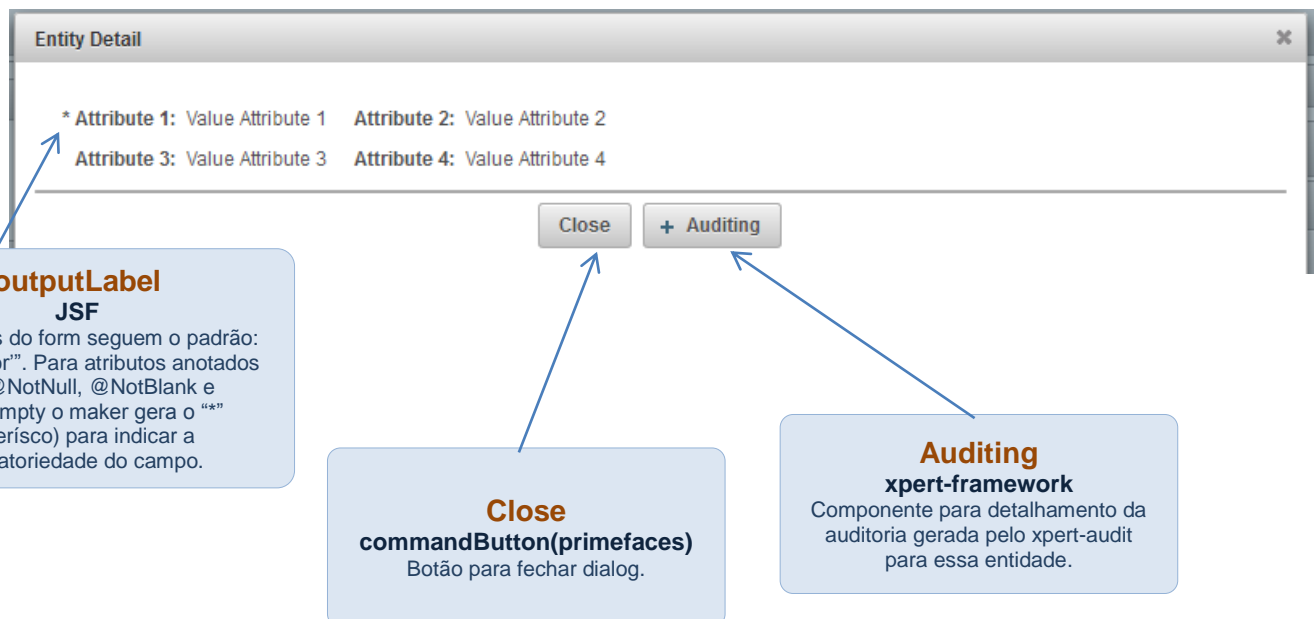 Entity Detail
* Attribute 1: Value Attribute 1 Attribute 2: Value Attribute 2
Attribute 3: Value Attribute 3 Attribute 4: Value Attribute 4
Close + Auditing
outputLabel
JSF
do form seguem o padrão:
Para atributos anotados
@NotNull, @NotBlank e
o maker gera o “*”
para indicar a
do campo.
Close
commandButton(primefaces)
Botão para fechar dialog.
Auditing
xpert-framework
Componente para detalhamento da
auditoria gerada pelo xpert-audit
para essa entidade.